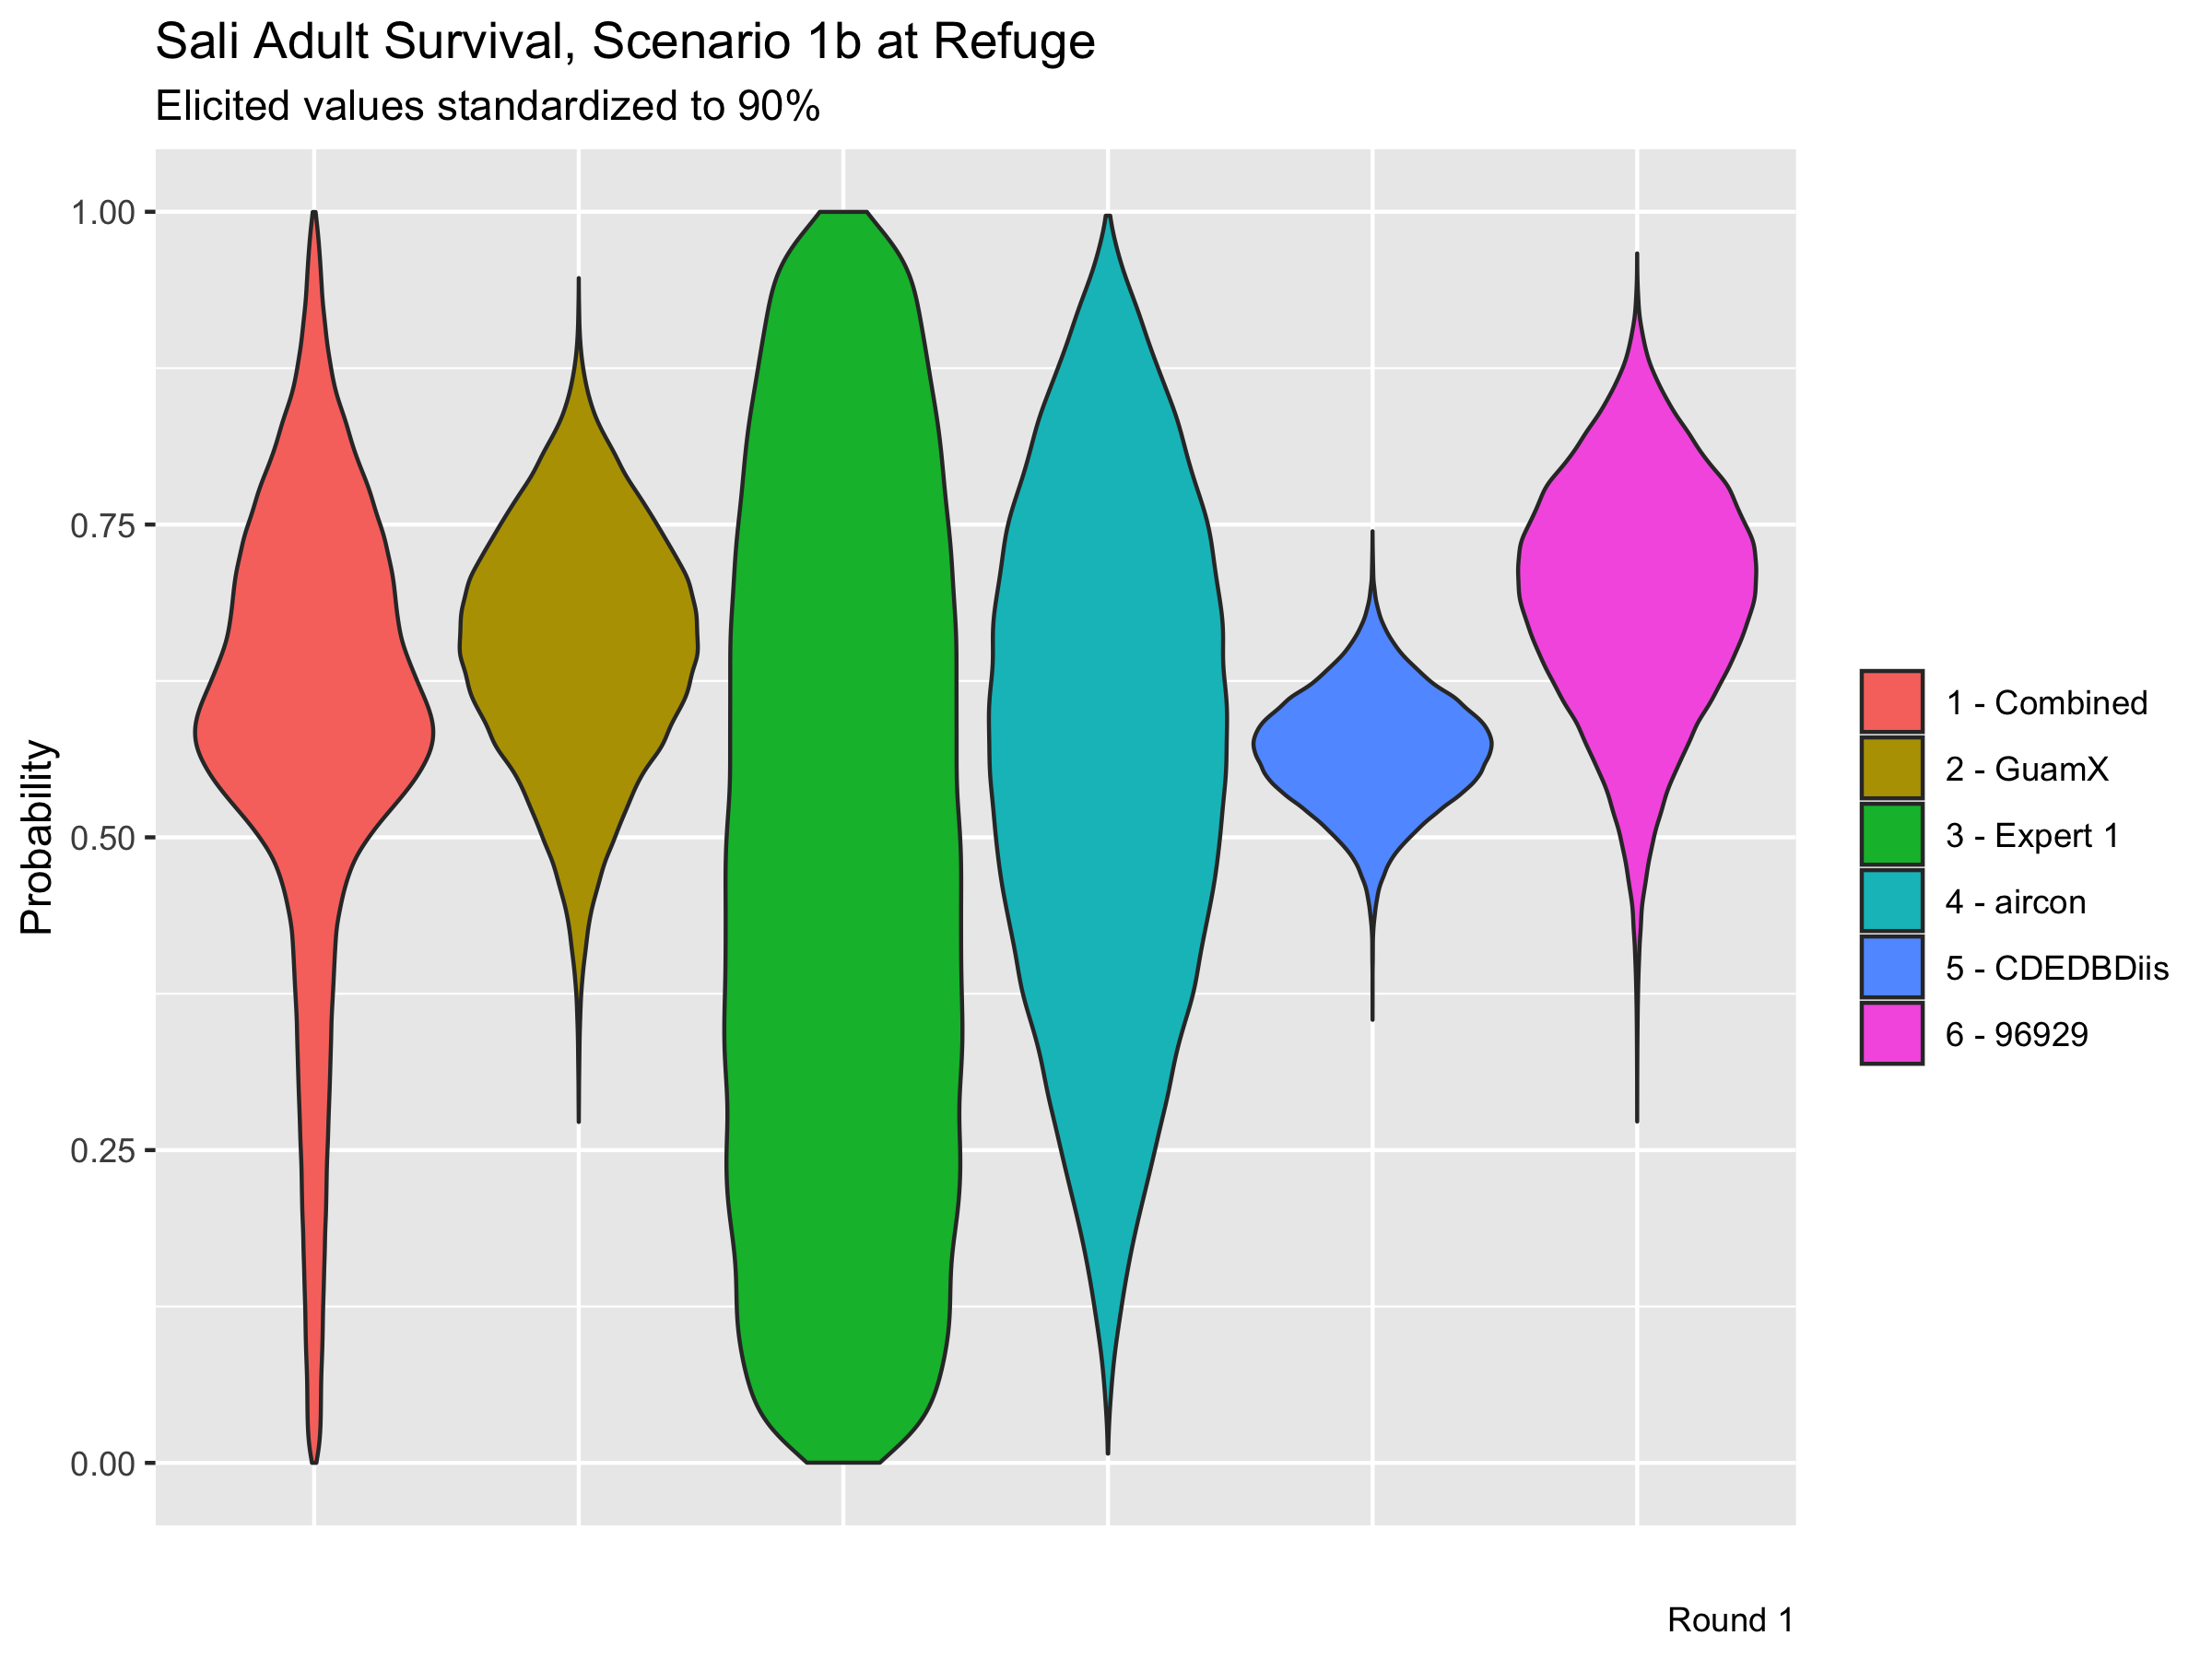 Sali Adult Survival, Scenario 1b at Refuge
Elicited values standardized to 90%
Probability
1.00
0.75
0.50
0.25
0.00
1 - Combined
2 - GuamX
3 - Expert 1
4 - aircon
5 - CDEDBDiis
6 - 96929
Round 1